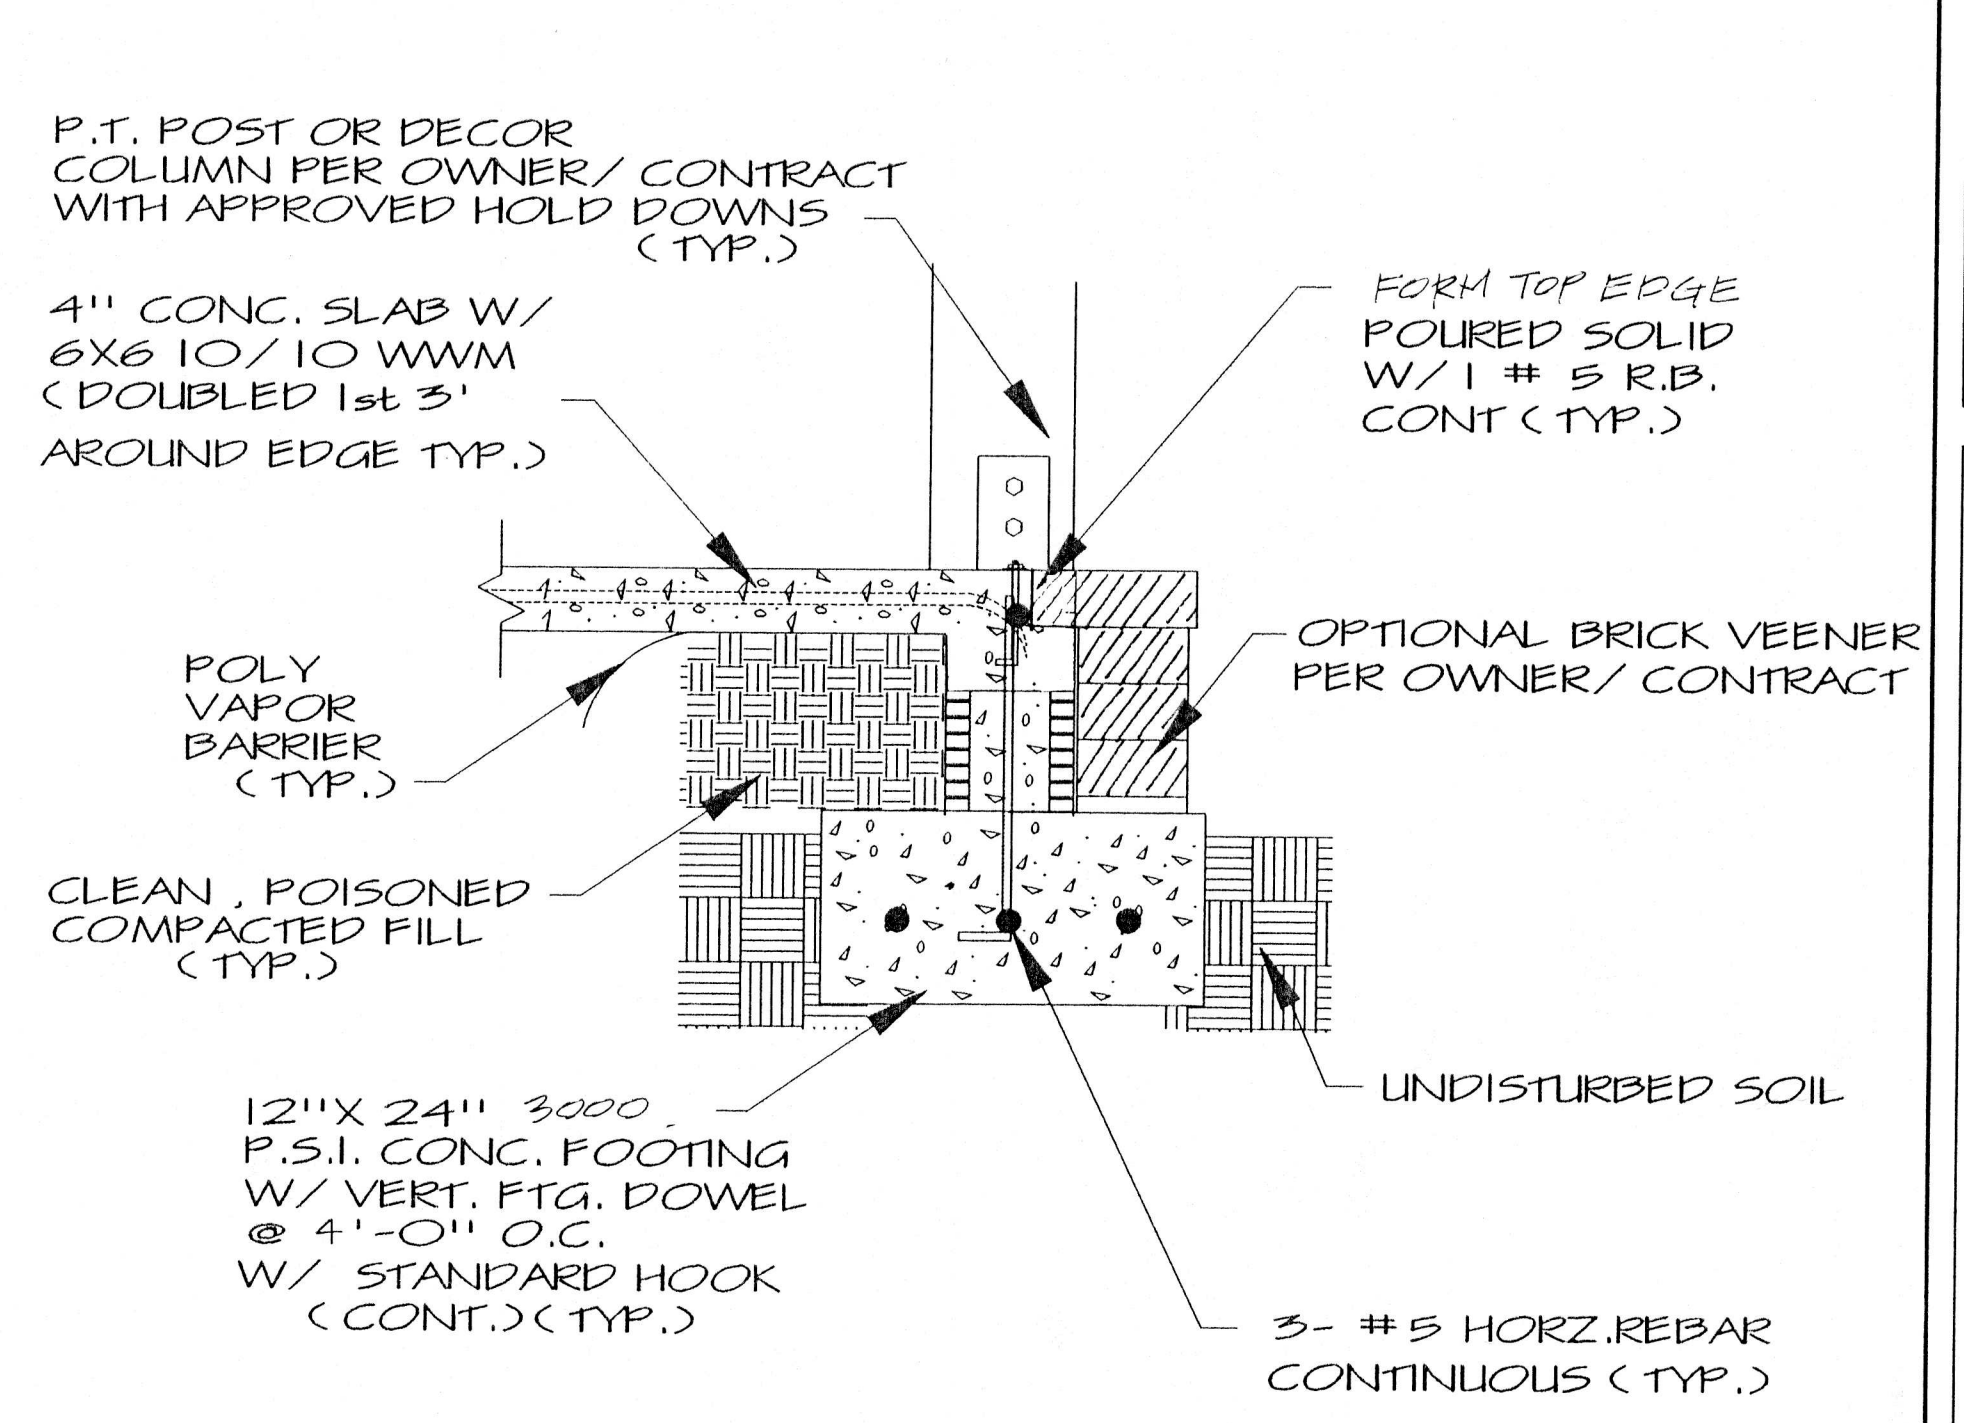 P.T. POST OR DECOR
COLUMN PER OWNER/ CONTRACT
WITH APPROVED HOLD DOWNS
(TYP.)
4" CONC. SLAB W/
6X6 10/10 WWM
(DOUBLED 1st 3'
AROUND EDGE TYP.)
POLY
VAPOR
BARRIER
(TYP.)
CLEAN , POISONED
COMPACTED FILL
(TYP.)
12"X 24" 3000
P.S.I. CONC. FOOTING
W/ VERT. FTG. DOWEL
@ 4'-0" O.C.
W/ STANDARD HOOK
(CONT.)(TYP.)
FORM TOP EDGE
POURED SOLID
W/ 1 # 5 R.B.
CONT (TYP.)
OPTIONAL BRICK VEENER
PER OWNER/ CONTRACT
UNDISTURBED SOIL
3- #5 HORZ.REBAR
CONTINUOUS (TYP.)